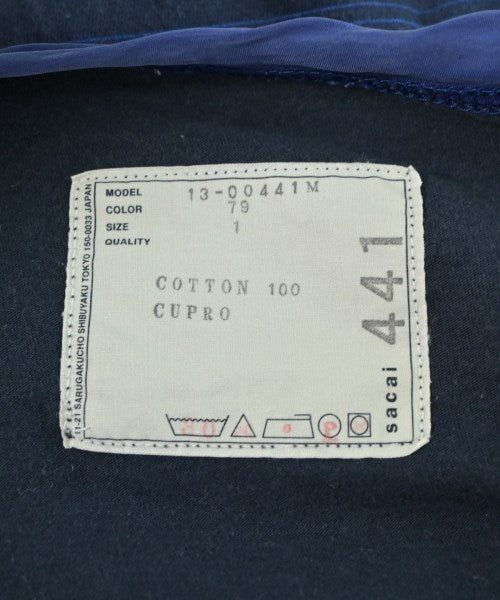 MODEL 13-00441M
COLOR 79
SIZE 1
QUALITY
COTTON 100
CUPRO
sacai 441
11-21 SARUGAKUCHO SHIBUYAKU TOKYO 150-0033 JAPAN
P